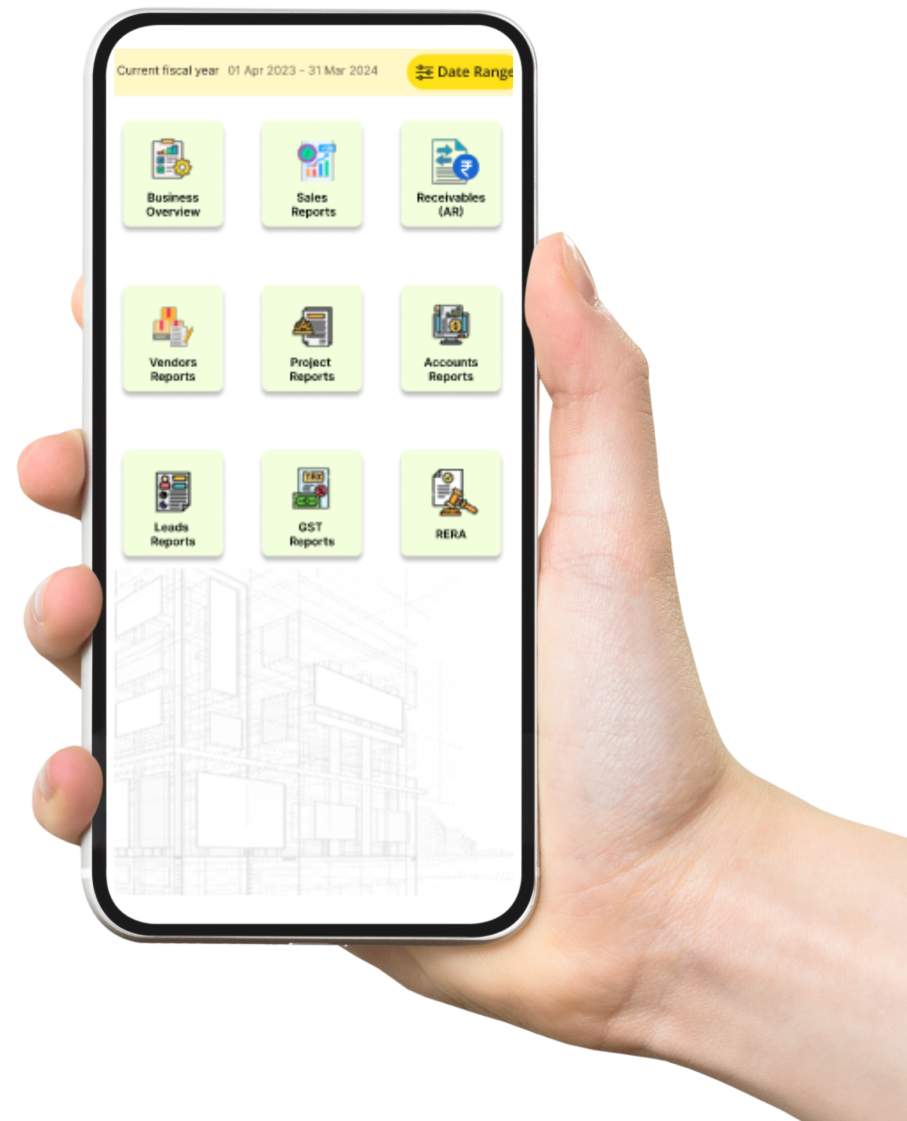 Current fiscal year 01 Apr 2023 - 31 Mar 2024 Date Range
Business
Overview
Sales
Reports
Receivables
(AR)
Vendors
Reports
Project
Reports
Accounts
Reports
TAX
Leads
Reports
GST
Reports
RERA